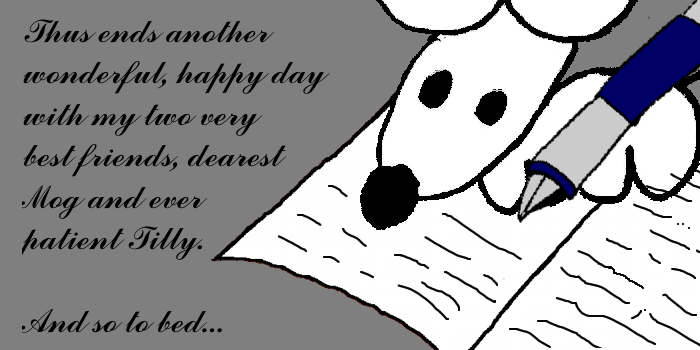 Thus ends another
wonderful, happy day
with my two very
best friends, dearest
Mog and ever
patient Tilly.
And so to bed...